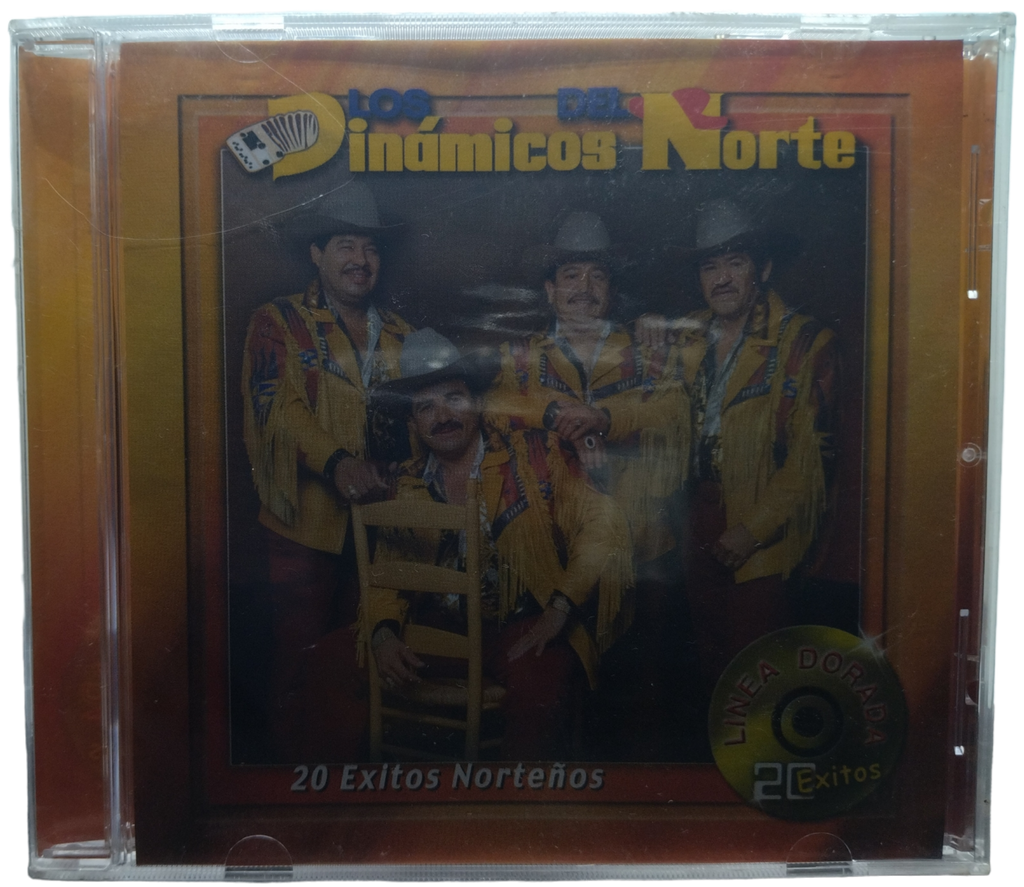 LOS DEL
Dinámicos Norte
20 Exitos Norteños
LINEA DORADA
20 Exitos